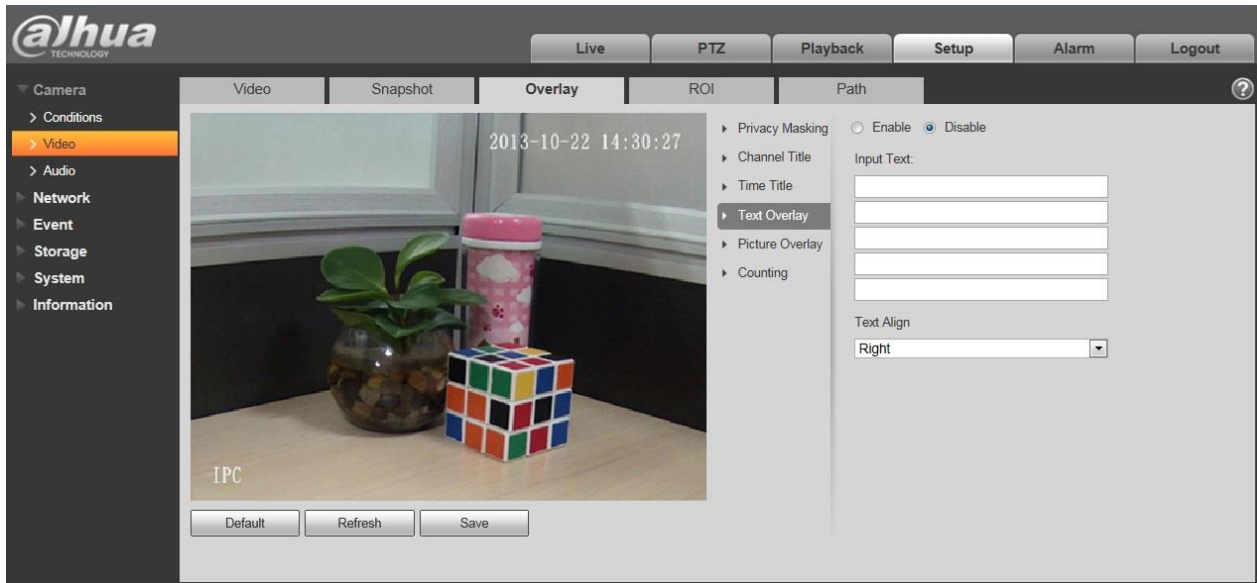 alhua
TECHNOLOGY
Live
PTZ
Playback
Setup
Alarm
Logout
Camera
Conditions
Video
Audio
Network
Event
Storage
System
Information
Video
Snapshot
Overlay
ROI
Path
?
2013-10-22 14:30:27
IPC
Default
Refresh
Save
Privacy Masking
Channel Title
Time Title
Text Overlay
Picture Overlay
Counting
Enable Disable
Input Text:
Text Align
Right